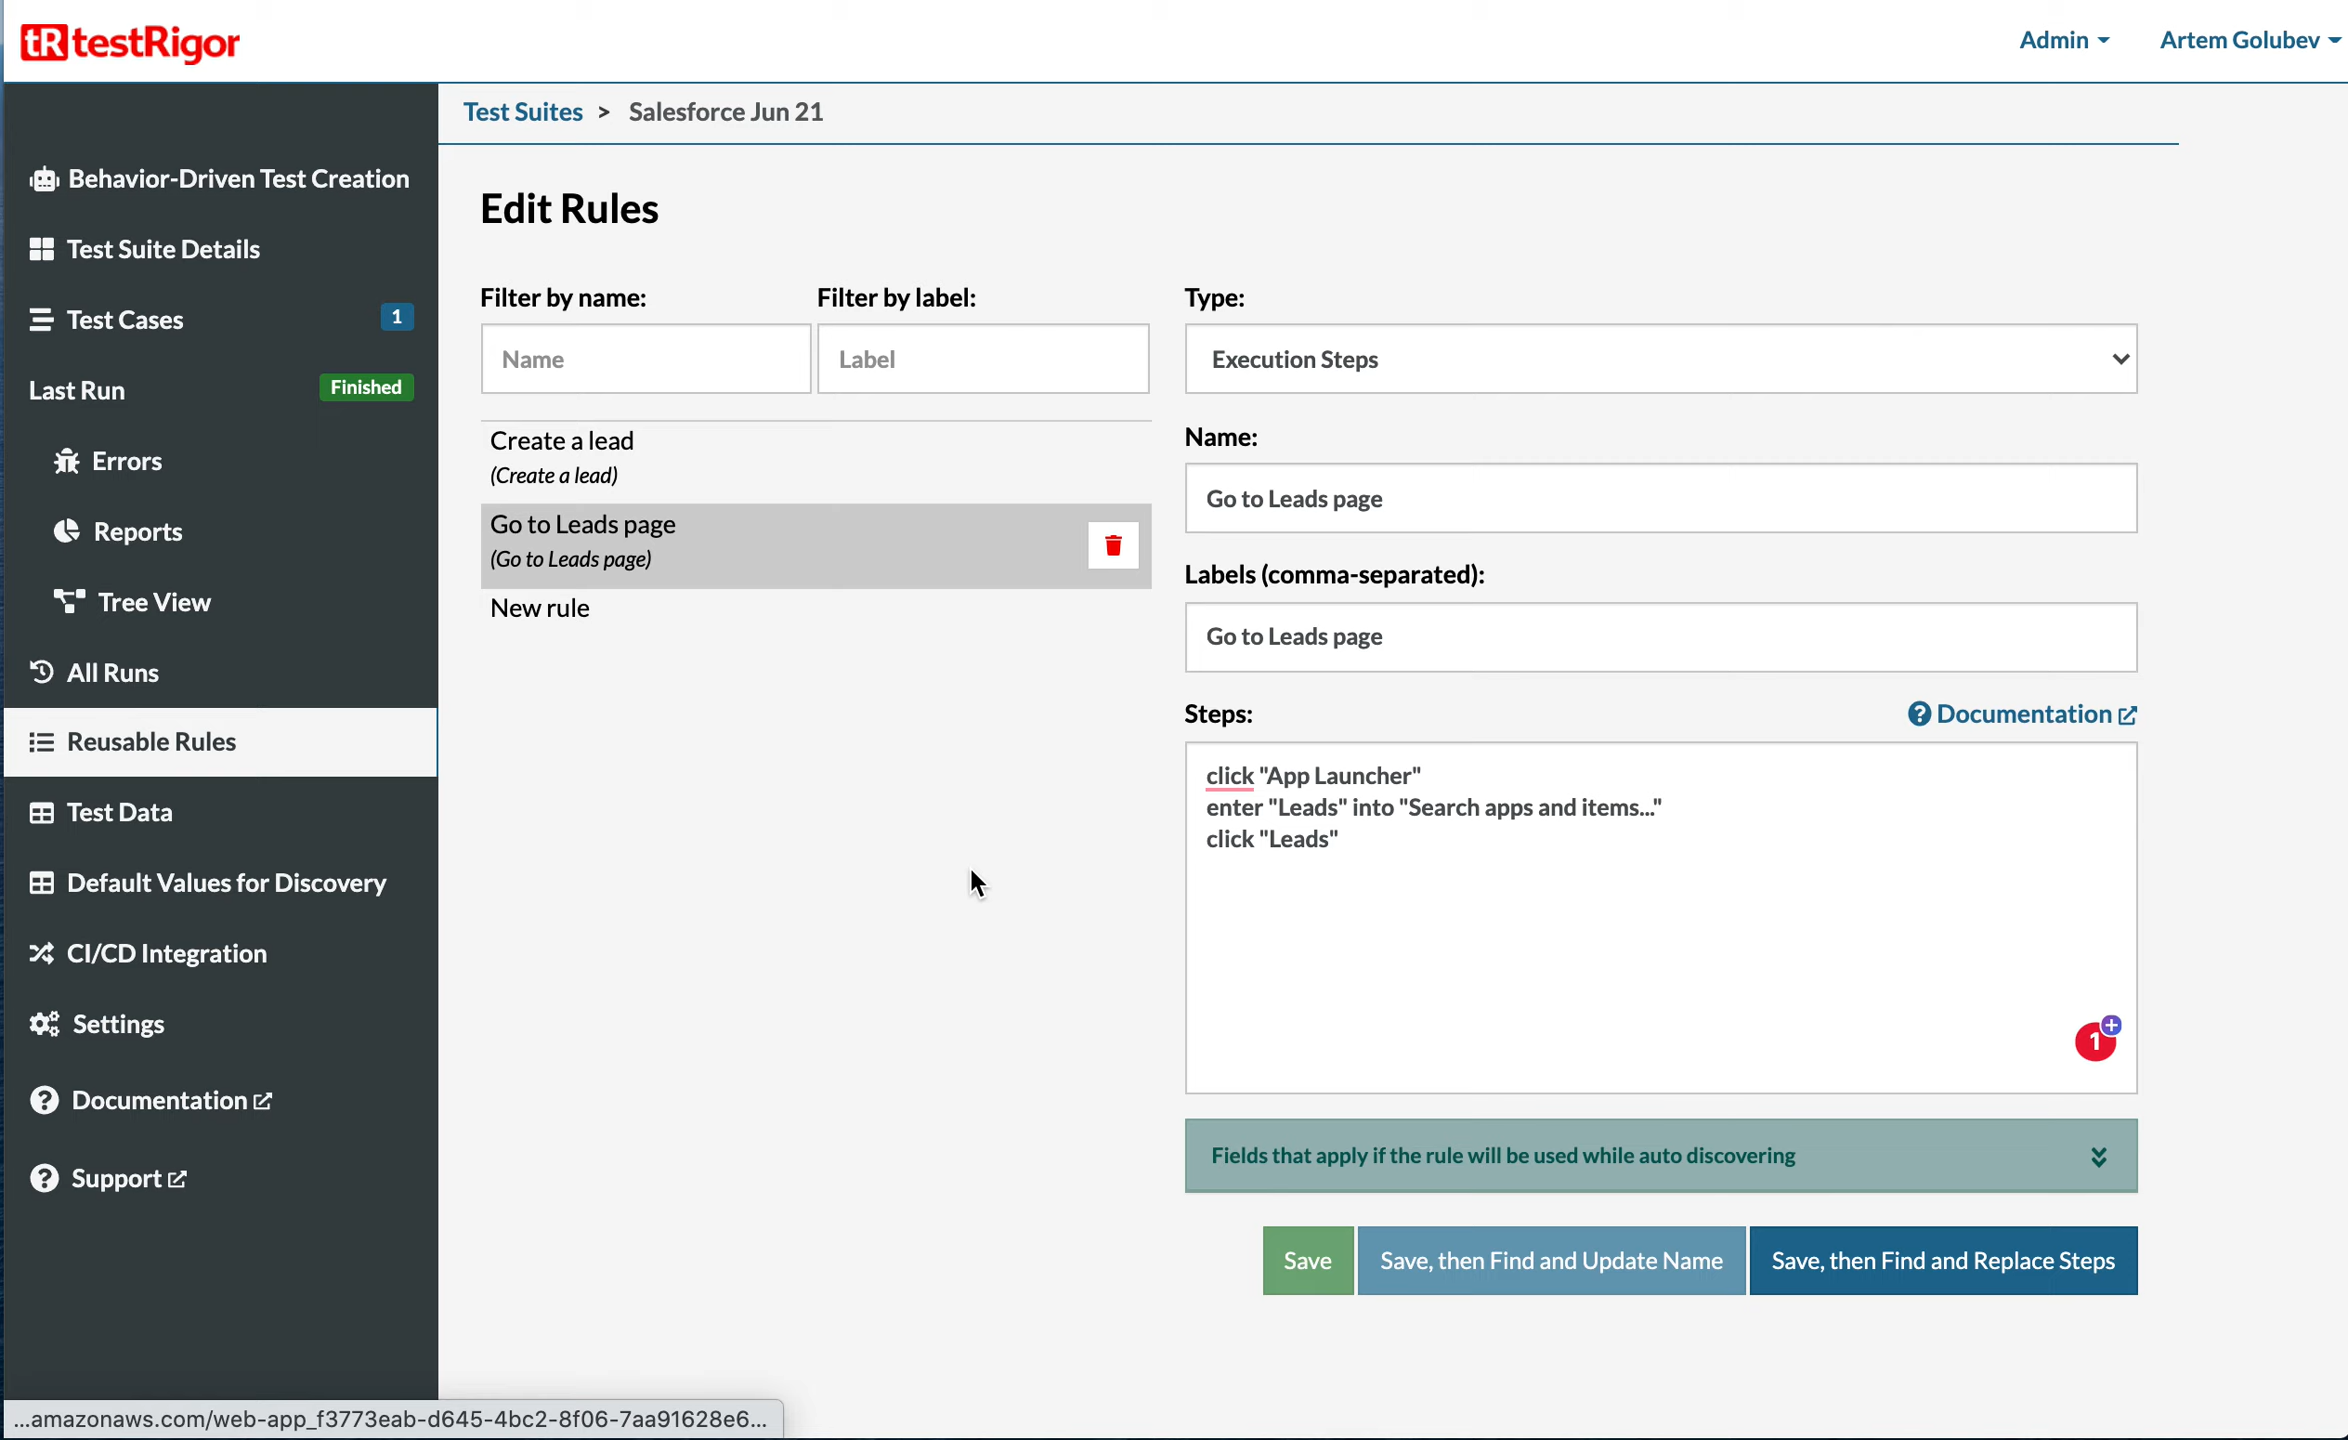 tR testRigor
Admin
Artem Golubev
Test Suites > Salesforce Jun 21
Behavior-Driven Test Creation
Test Suite Details
Test Cases 1
Last Run Finished
Errors
Reports
Tree View
All Runs
Reusable Rules
Test Data
Default Values for Discovery
CI/CD Integration
Settings
Documentation
Support
Edit Rules
Filter by name:
Filter by label:
Name
Label
Create a lead
(Create a lead)
Go to Leads page
(Go to Leads page)
New rule
Type:
Execution Steps
Name:
Go to Leads page
Labels (comma-separated):
Go to Leads page
Steps:
Documentation
click "App Launcher"
enter "Leads" into "Search apps and items..."
click "Leads"
1
Fields that apply if the rule will be used while auto discovering
Save
Save, then Find and Update Name
Save, then Find and Replace Steps
...amazonaws.com/web-app_f3773eab-d645-4bc2-8f06-7aa91628e6...